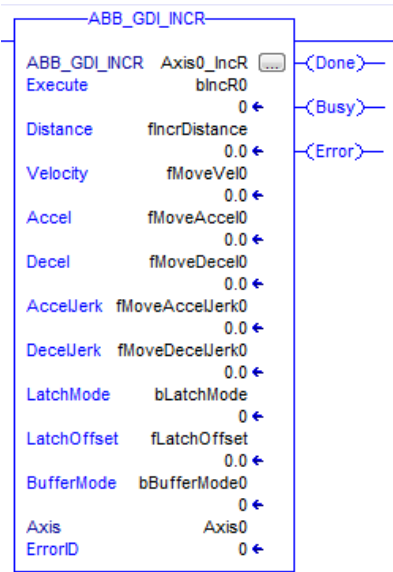 ABB_GDI_INCR
ABB_GDI_INCR Axis0_IncR ... (Done)
Execute bIncR0
0 (Busy)
Distance fIncrDistance
0.0 (Error)
Velocity fMoveVel0
0.0
Accel fMoveAccel0
0.0
Decel fMoveDecel0
0.0
AccelJerk fMoveAccelJerk0
0.0
DecelJerk fMoveDecelJerk0
0.0
LatchMode bLatchMode
0
LatchOffset fLatchOffset
0.0
BufferMode bBufferMode0
0
Axis Axis0
ErrorID 0